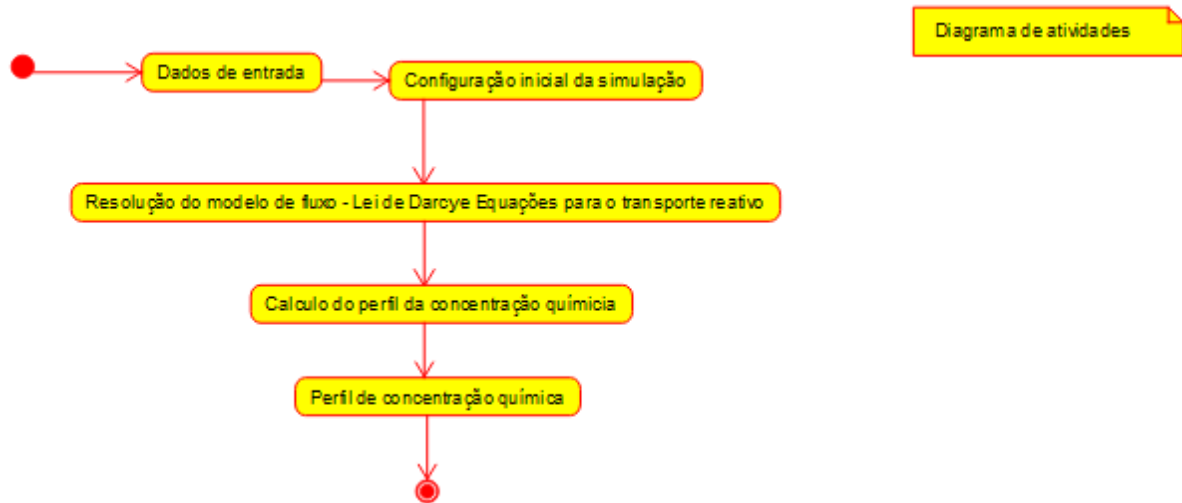 Diagrama de atividades
Dados de entrada
Configuração inicial da simulação
Resolução do modelo de fluxo - Lei de Darcye Equações para o transporte reativo
Calculo do perfil da concentração químicia
Perfil de concentração química